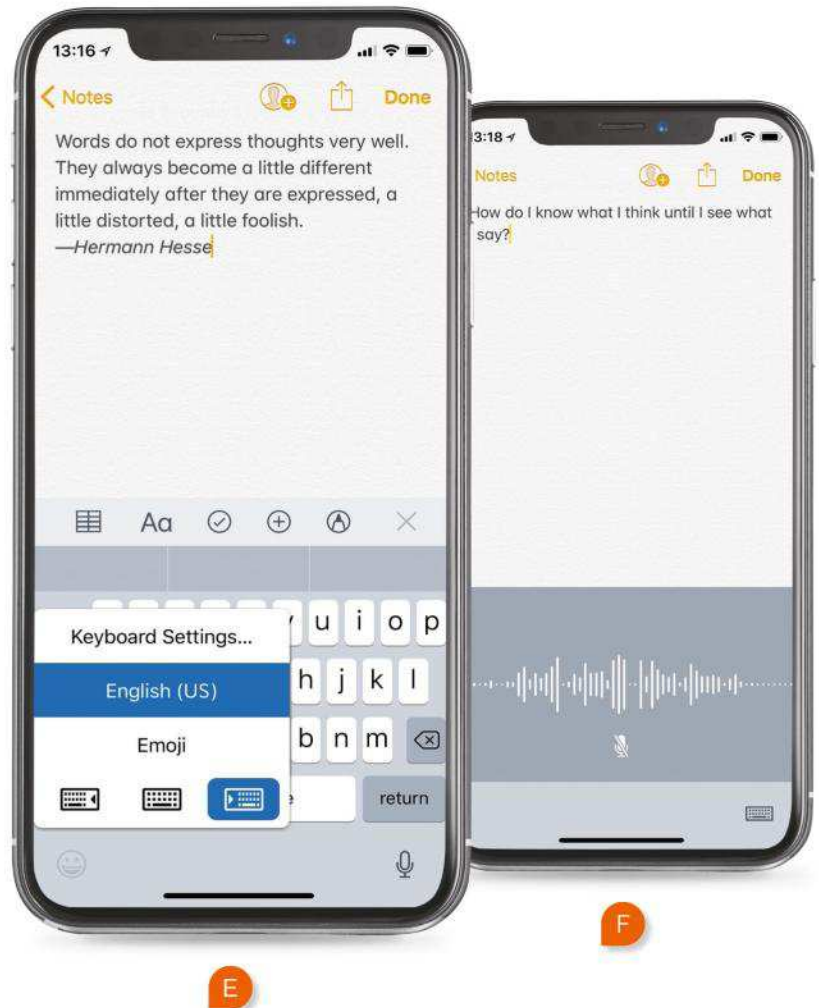 13:16
Notes
Done
Words do not express thoughts very well.
They always become a little different
immediately after they are expressed, a
little distorted, a little foolish.
—Hermann Hesse
Aa
u i o p
Keyboard Settings...
English (US)
h j k l
Emoji
b n m
return
E
3:18
Notes
Done
How do I know what I think until I see what
say?
F